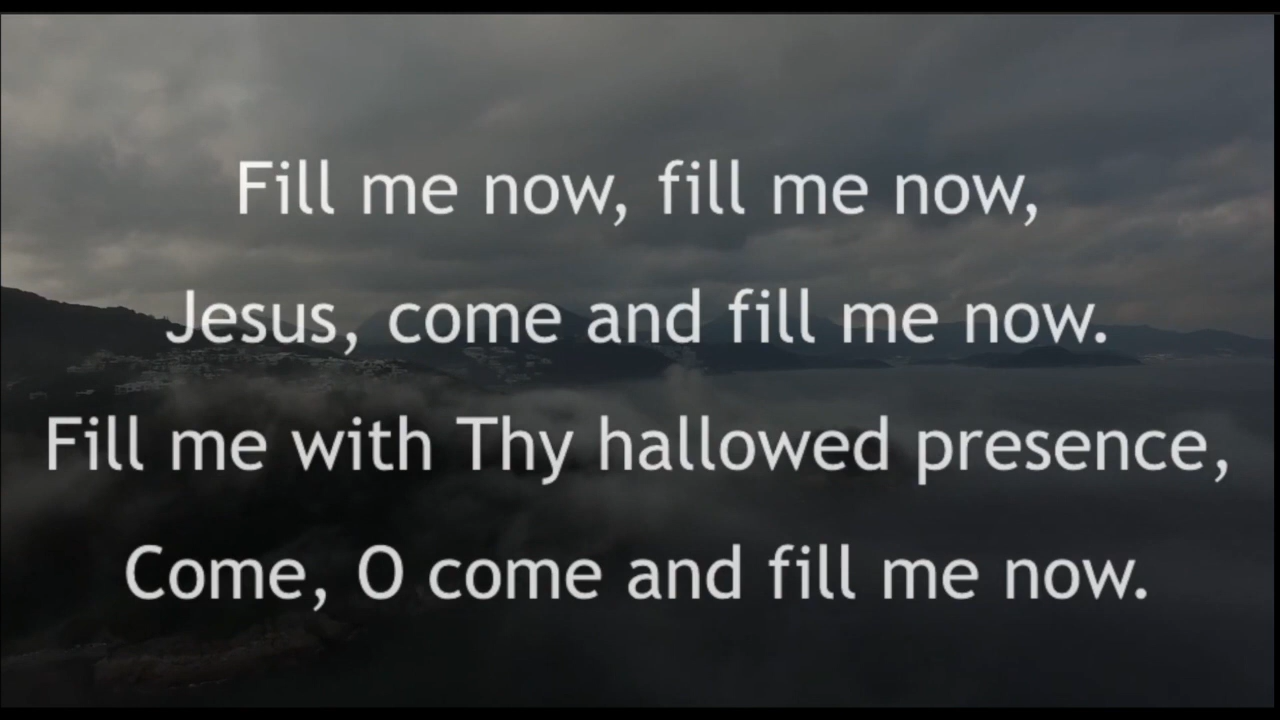 Fill me now, fill me now,
Jesus, come and fill me now.
Fill me with Thy hallowed presence,
Come, O come and fill me now.